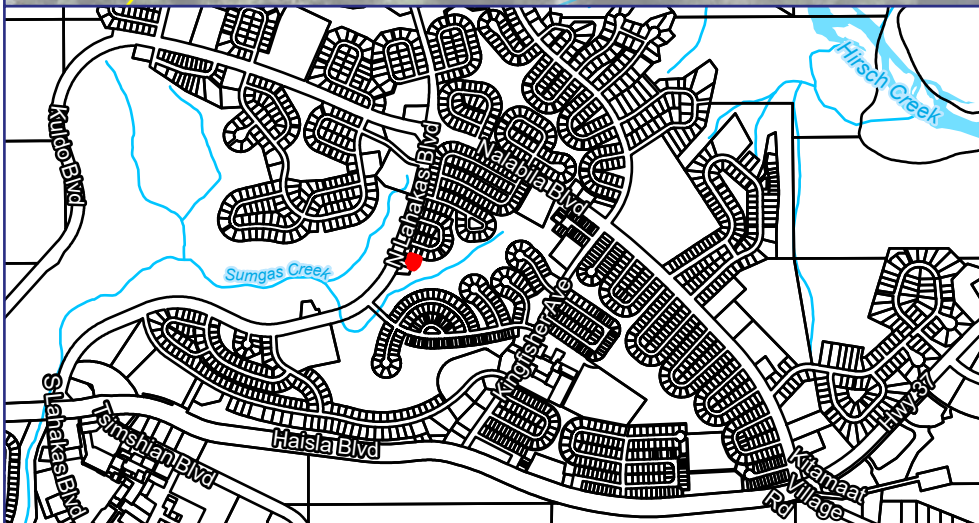 Hirsch Creek
Kuldo Blvd
Nalabila Blvd
N Lahakas Blvd
Sumgas Creek
Kingfisher Ave
Hwy 37
S Lahakas Blvd
Tsimshian Blvd
Haisla Blvd
Kitamaat
Village
Rd